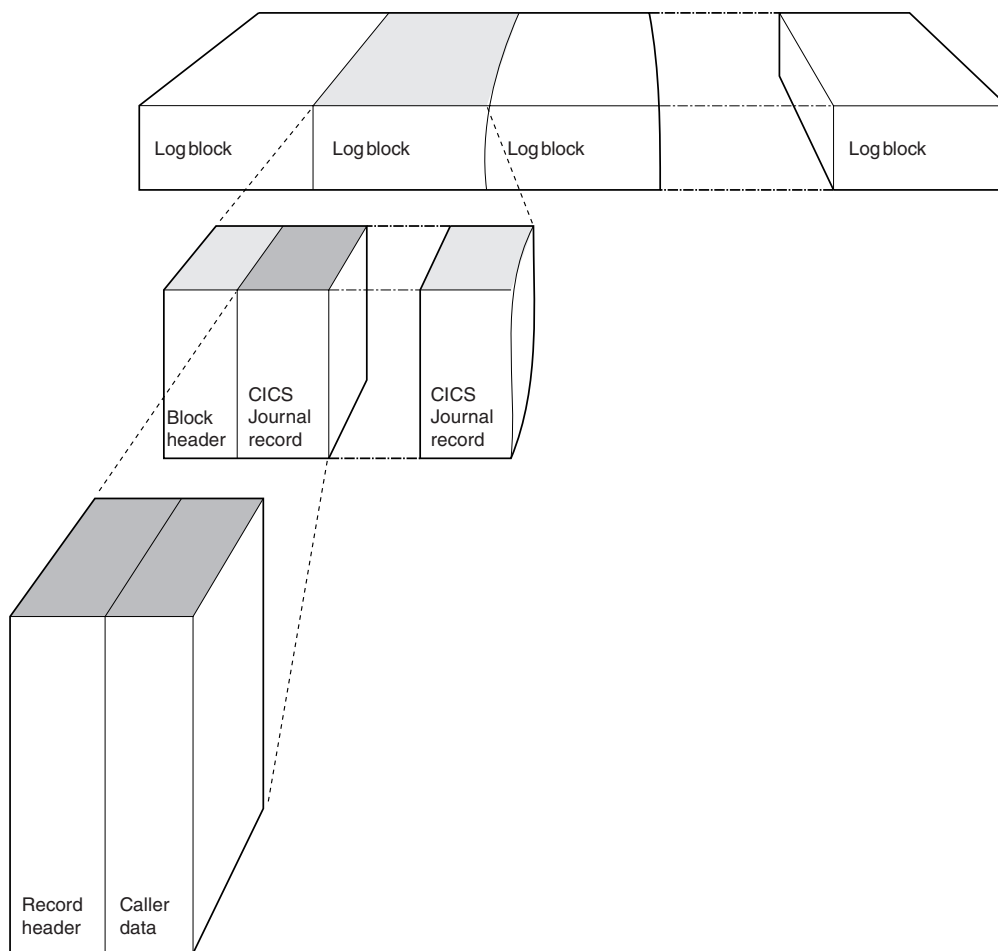 Log block
Log block
Log block
Log block
Block
header
CICS
Journal
record
CICS
Journal
record
Record
header
Caller
data